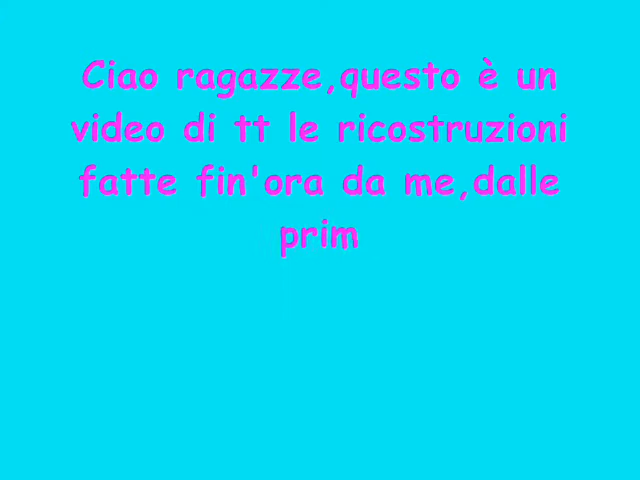 Ciao ragazze,questo è un
video di tt le ricostruzioni
fatte fin'ora da me,dalle
prim